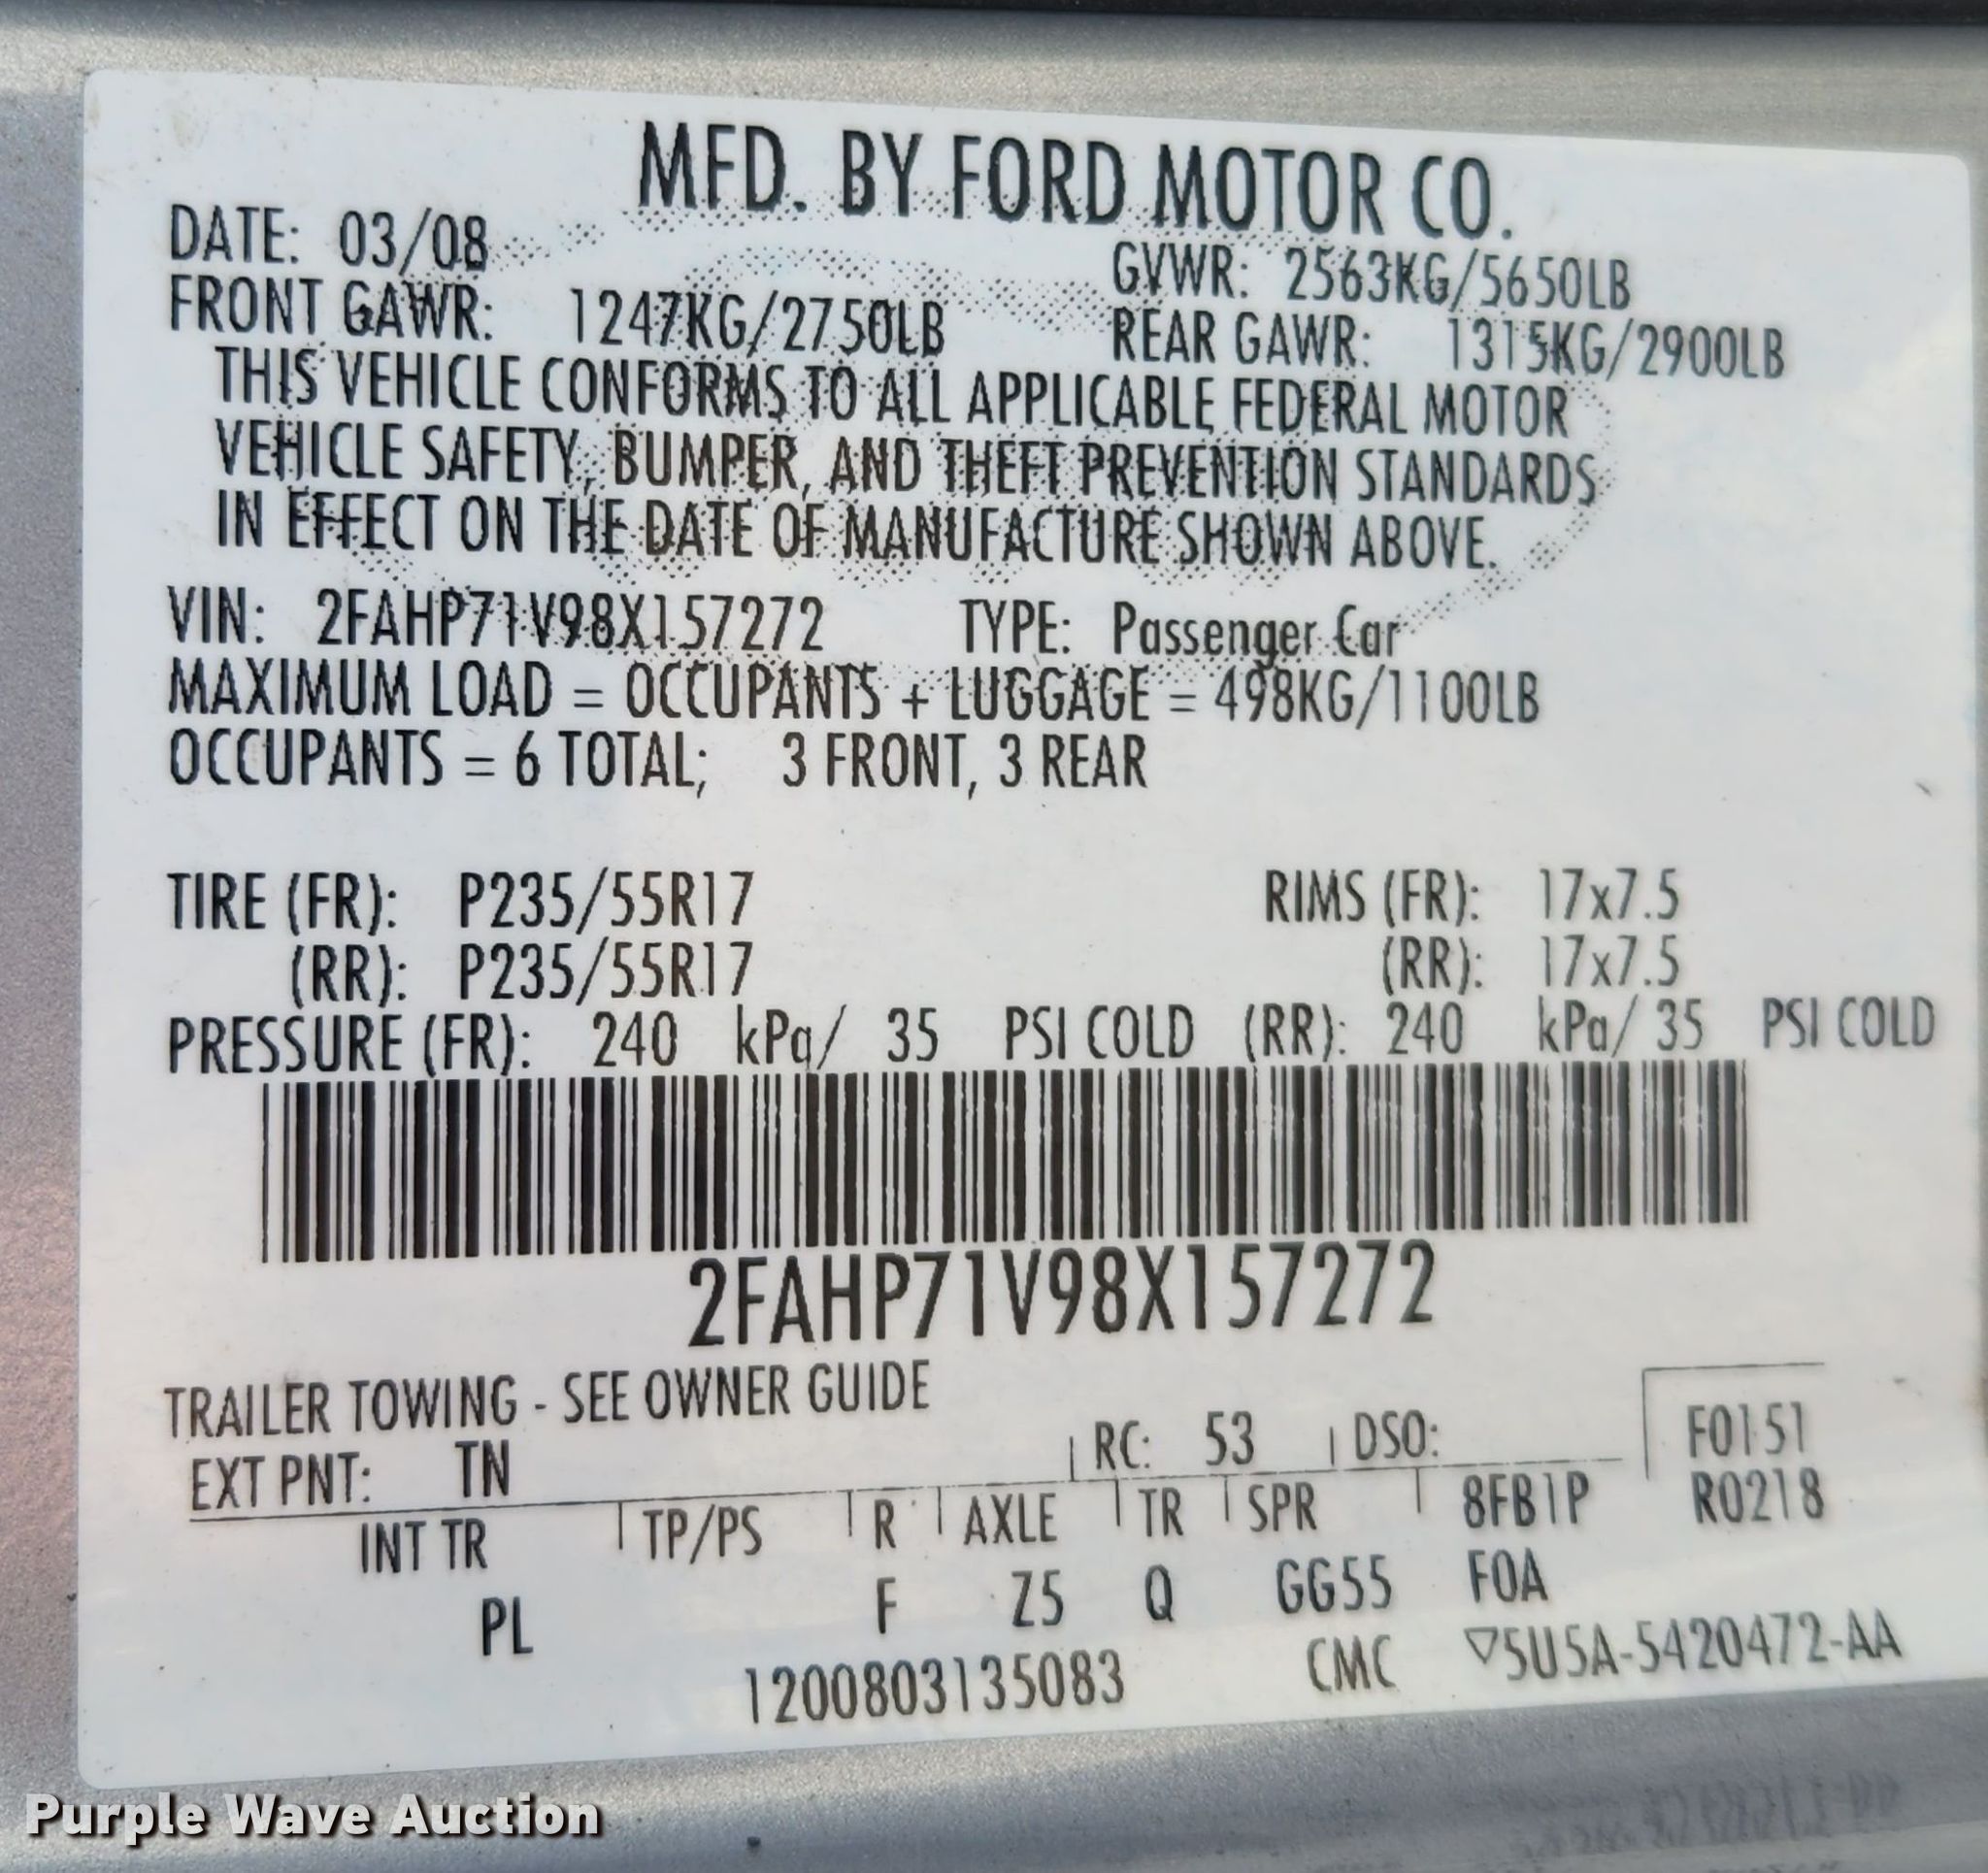 MFD. BY FORD MOTOR CO.
DATE: 03/08 GVWR: 2563KG/5650LB
FRONT GAWR: 1247KG/2750LB REAR GAWR: 1315KG/2900LB
THIS VEHICLE CONFORMS TO ALL APPLICABLE FEDERAL MOTOR
VEHICLE SAFETY, BUMPER, AND THEFT PREVENTION STANDARDS
IN EFFECT ON THE DATE OF MANUFACTURE SHOWN ABOVE.
VIN: 2FAHP71V98X157272 TYPE: Passenger Car
MAXIMUM LOAD = OCCUPANTS + LUGGAGE = 498KG/1100LB
OCCUPANTS = 6 TOTAL; 3 FRONT, 3 REAR
TIRE (FR): P235/55R17 RIMS (FR): 17x7.5
(RR): P235/55R17 (RR): 17x7.5
PRESSURE (FR): 240 kPa/ 35 PSI COLD (RR): 240 kPa/ 35 PSI COLD
2FAHP71V98X157272
TRAILER TOWING - SEE OWNER GUIDE
EXT PNT: TN RC: 53 DSO: F0151
INT TR TP/PS R AXLE TR SPR 8FB1P R0218
PL F Z5 Q GG55 FOA
1200803135083 CMC ▽5U5A-5420472-AA
Purple Wave Auction